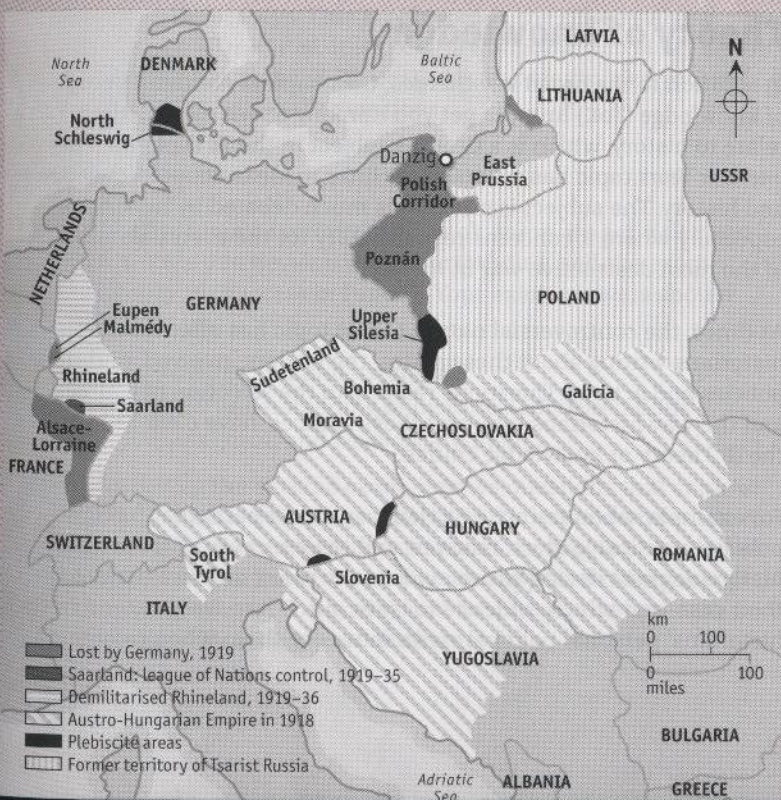 LATVIA
North
Sea
DENMARK
Baltic
Sea
N
LITHUANIA
North
Schleswig
Danzig
East
Prussia
USSR
Polish
Corridor
NETHERLANDS
Poznán
GERMANY
POLAND
Eupen
Malmédy
Upper
Silesia
Sudetenland
Rhineland
Bohemia
Galicia
Saarland
Moravia
Alsace-
Lorraine
CZECHOSLOVAKIA
FRANCE
AUSTRIA
HUNGARY
SWITZERLAND
South
Tyrol
ROMANIA
Slovenia
ITALY
km
0 100
0 100
miles
YUGOSLAVIA
Lost by Germany, 1919
Saarland: league of Nations control, 1919–35
Demilitarised Rhineland, 1919–36
Austro-Hungarian Empire in 1918
Plebiscite areas
Former territory of Tsarist Russia
BULGARIA
Adriatic
Sea
ALBANIA
GREECE